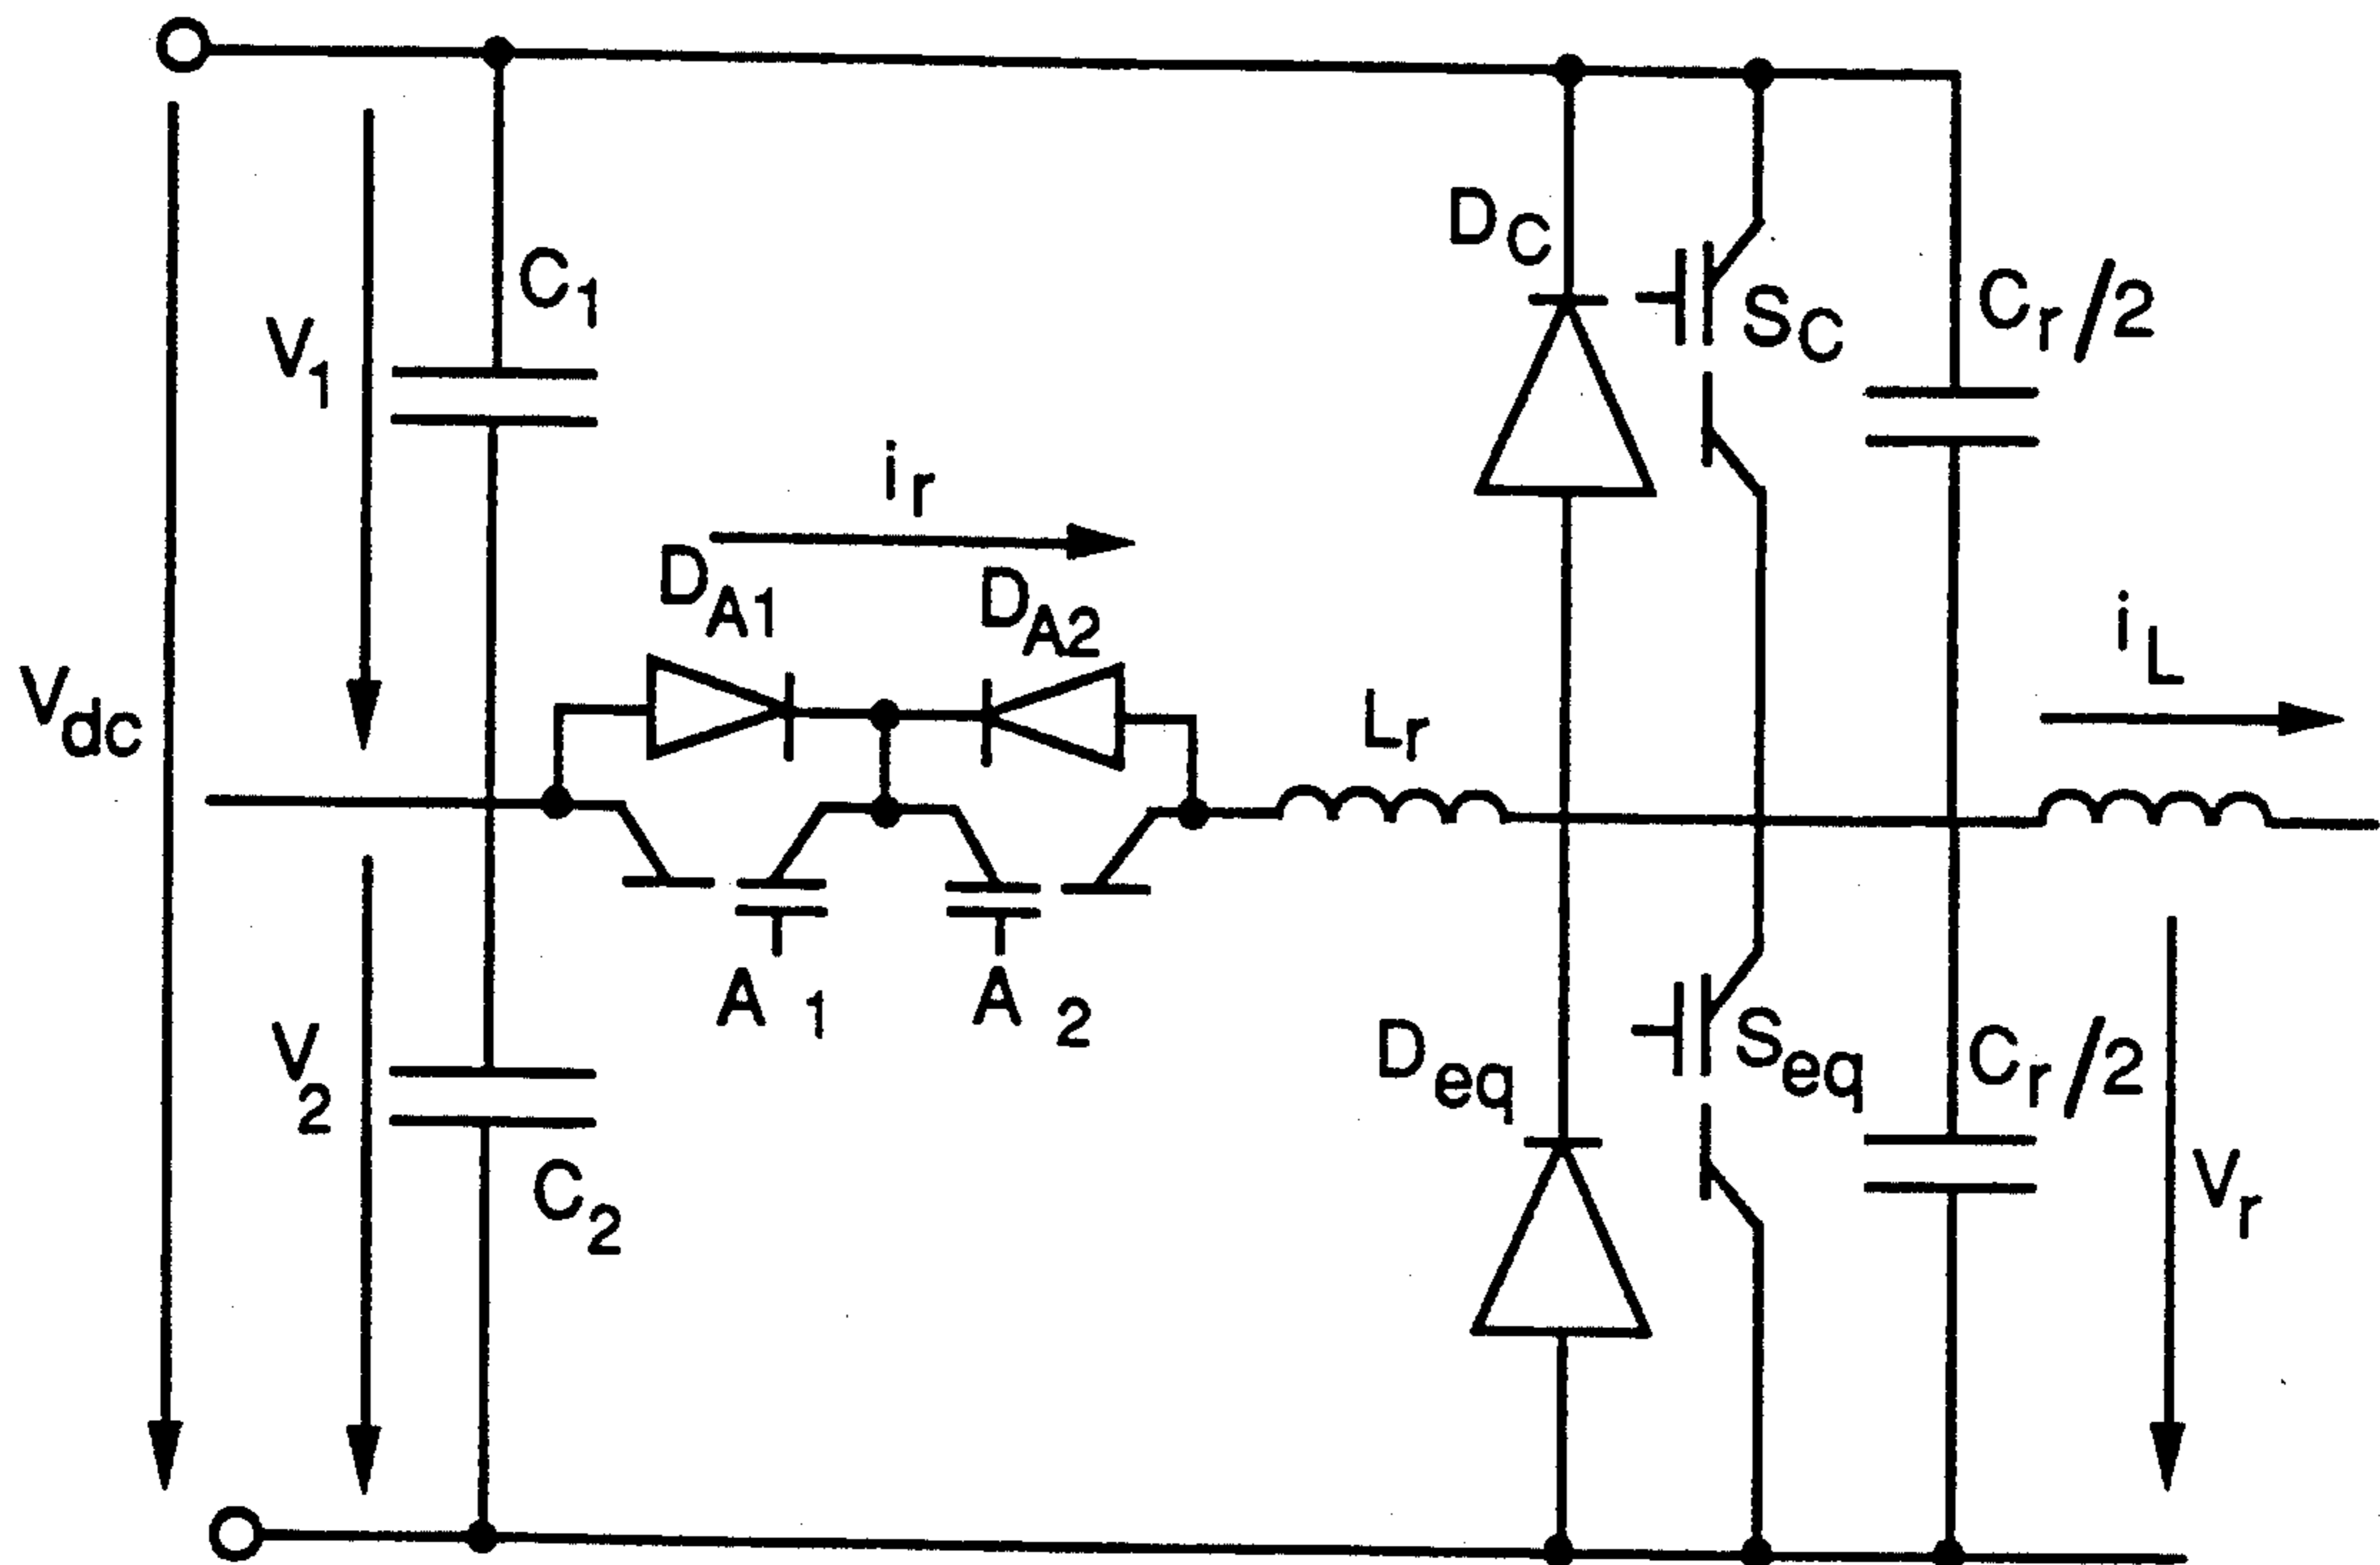 D_C
S_C
C_r/2
C_1
V_1
i_r
D_A1
D_A2
i_L
V_dc
L_r
A_1
A_2
V_2
D_eq
S_eq
C_r/2
C_2
V_r